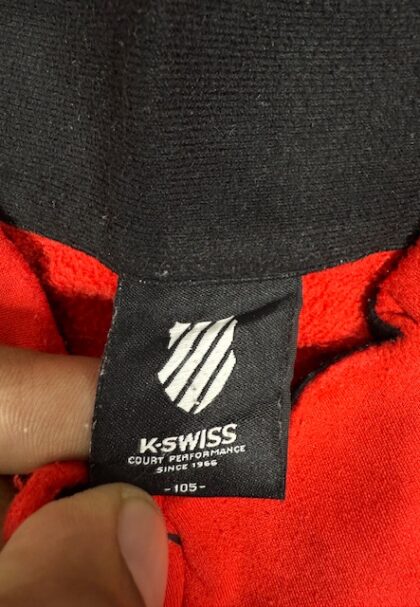 K-SWISS
COURT PERFORMANCE
SINCE 1966
-105-